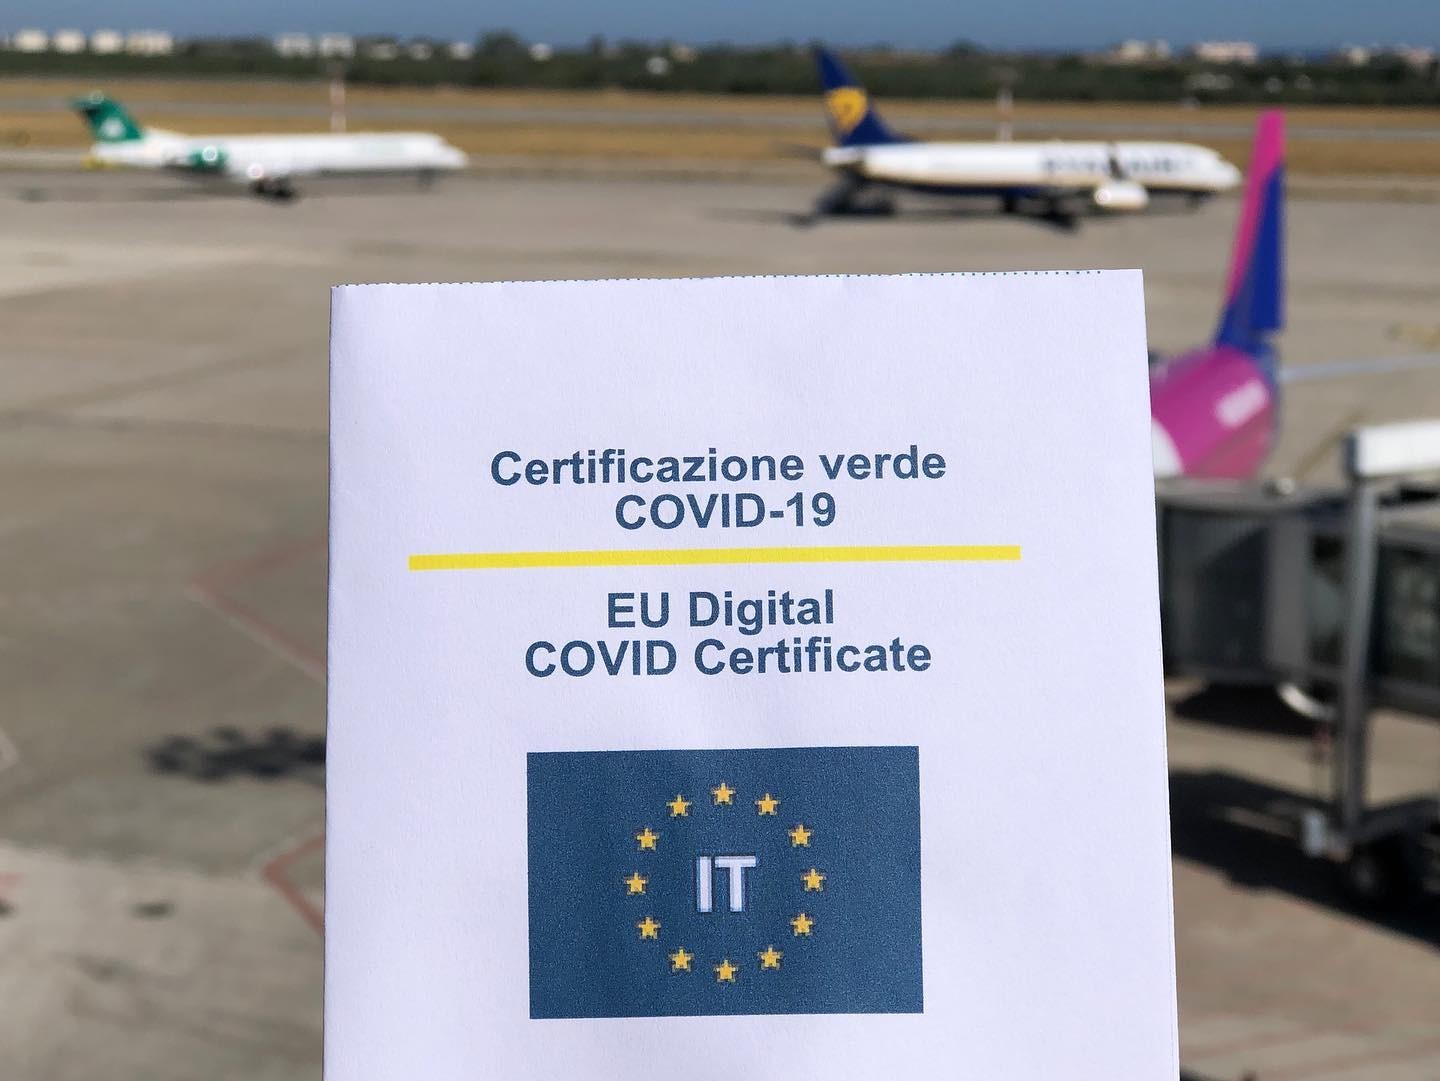 Certificazione verde
COVID-19
EU Digital
COVID Certificate
IT